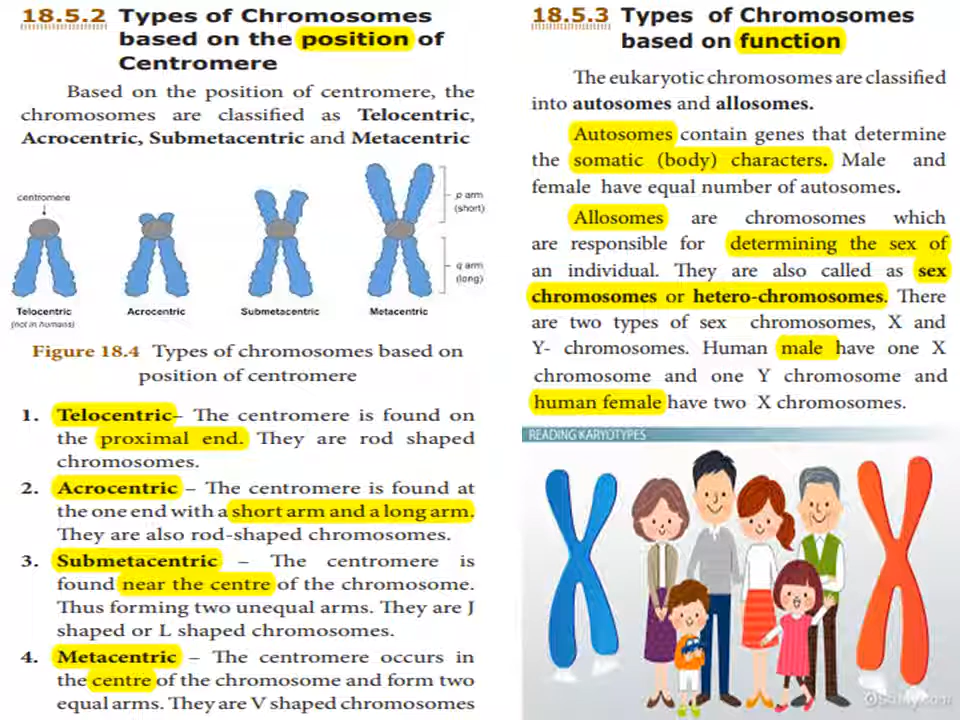 18.5.2 Types of Chromosomes
based on the position of
Centromere
Based on the position of centromere, the
chromosomes are classified as Telocentric,
Acrocentric, Submetacentric and Metacentric
centromere
p arm
(short)
q arm
(long)
Telocentric
(not in humans)
Acrocentric
Submetacentric
Metacentric
Figure 18.4 Types of chromosomes based on
position of centromere
1. Telocentric– The centromere is found on
the proximal end. They are rod shaped
chromosomes.
2. Acrocentric – The centromere is found at
the one end with a short arm and a long arm.
They are also rod-shaped chromosomes.
3. Submetacentric – The centromere is
found near the centre of the chromosome.
Thus forming two unequal arms. They are J
shaped or L shaped chromosomes.
4. Metacentric – The centromere occurs in
the centre of the chromosome and form two
equal arms. They are V shaped chromosomes
18.5.3 Types of Chromosomes
based on function
The eukaryotic chromosomes are classified
into autosomes and allosomes.
Autosomes contain genes that determine
the somatic (body) characters. Male and
female have equal number of autosomes.
Allosomes are chromosomes which
are responsible for determining the sex of
an individual. They are also called as sex
chromosomes or hetero-chromosomes. There
are two types of sex chromosomes, X and
Y- chromosomes. Human male have one X
chromosome and one Y chromosome and
human female have two X chromosomes.
READING KARYOTYPES